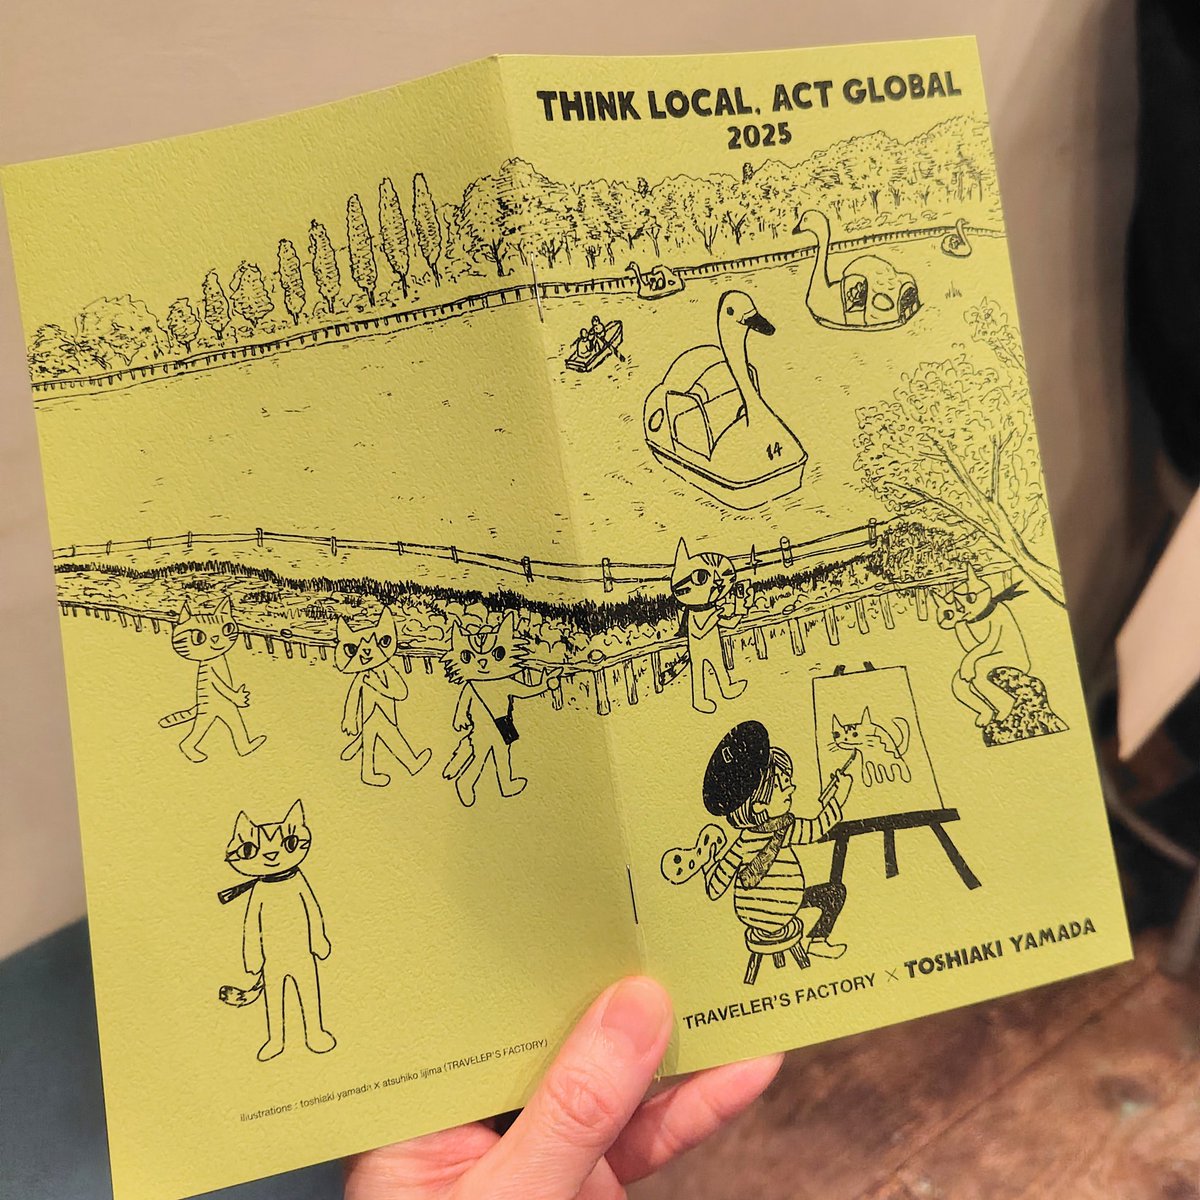 THINK LOCAL, ACT GLOBAL
2025
14
TRAVELER'S FACTORY × TOSHIAKI YAMADA
illustrations : toshiaki yamada x atsuhiko Iijima (TRAVELER'S FACTORY)